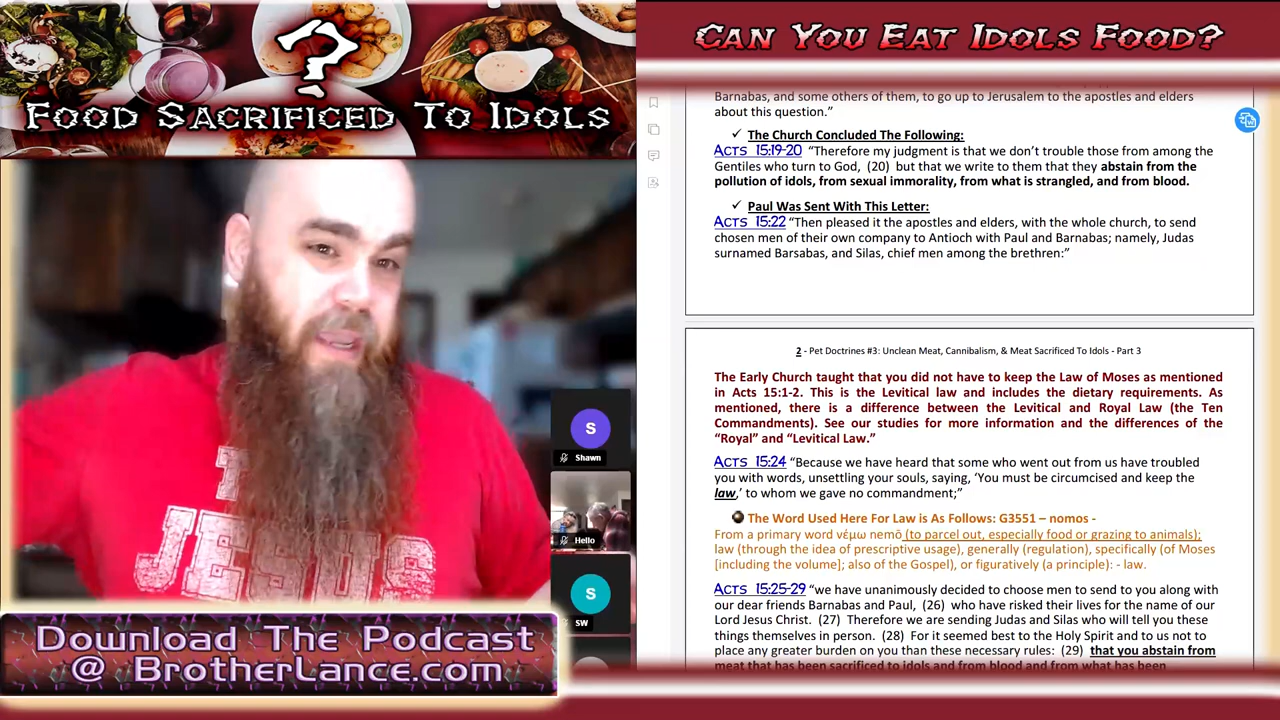 ?
Food Sacrificed To Idols
JESUS
S
Shawn
Hello
S
SW
Download The Podcast
@ BrotherLance.com
Can You Eat Idols Food?
Barnabas, and some others of them, to go up to Jerusalem to the apostles and elders
about this question.”
✓ The Church Concluded The Following:
Acts 15:19-20 “Therefore my judgment is that we don’t trouble those from among the
Gentiles who turn to God, (20) but that we write to them that they abstain from the
pollution of idols, from sexual immorality, from what is strangled, and from blood.
✓ Paul Was Sent With This Letter:
Acts 15:22 “Then pleased it the apostles and elders, with the whole church, to send
chosen men of their own company to Antioch with Paul and Barnabas; namely, Judas
surnamed Barsabas, and Silas, chief men among the brethren:”
2 - Pet Doctrines #3: Unclean Meat, Cannibalism, & Meat Sacrificed To Idols - Part 3
The Early Church taught that you did not have to keep the Law of Moses as mentioned
in Acts 15:1-2. This is the Levitical law and includes the dietary requirements. As
mentioned, there is a difference between the Levitical and Royal Law (the Ten
Commandments). See our studies for more information and the differences of the
“Royal” and “Levitical Law.”
Acts 15:24 “Because we have heard that some who went out from us have troubled
you with words, unsettling your souls, saying, ‘You must be circumcised and keep the
law,’ to whom we gave no commandment;”
The Word Used Here For Law is As Follows: G3551 – nomos -
From a primary word νέμω nemō (to parcel out, especially food or grazing to animals);
law (through the idea of prescriptive usage), generally (regulation), specifically (of Moses
[including the volume]; also of the Gospel), or figuratively (a principle): - law.
Acts 15:25-29 “we have unanimously decided to choose men to send to you along with
our dear friends Barnabas and Paul, (26) who have risked their lives for the name of our
Lord Jesus Christ. (27) Therefore we are sending Judas and Silas who will tell you these
things themselves in person. (28) For it seemed best to the Holy Spirit and to us not to
place any greater burden on you than these necessary rules: (29) that you abstain from
meat that has been sacrificed to idols and from blood and from what has been